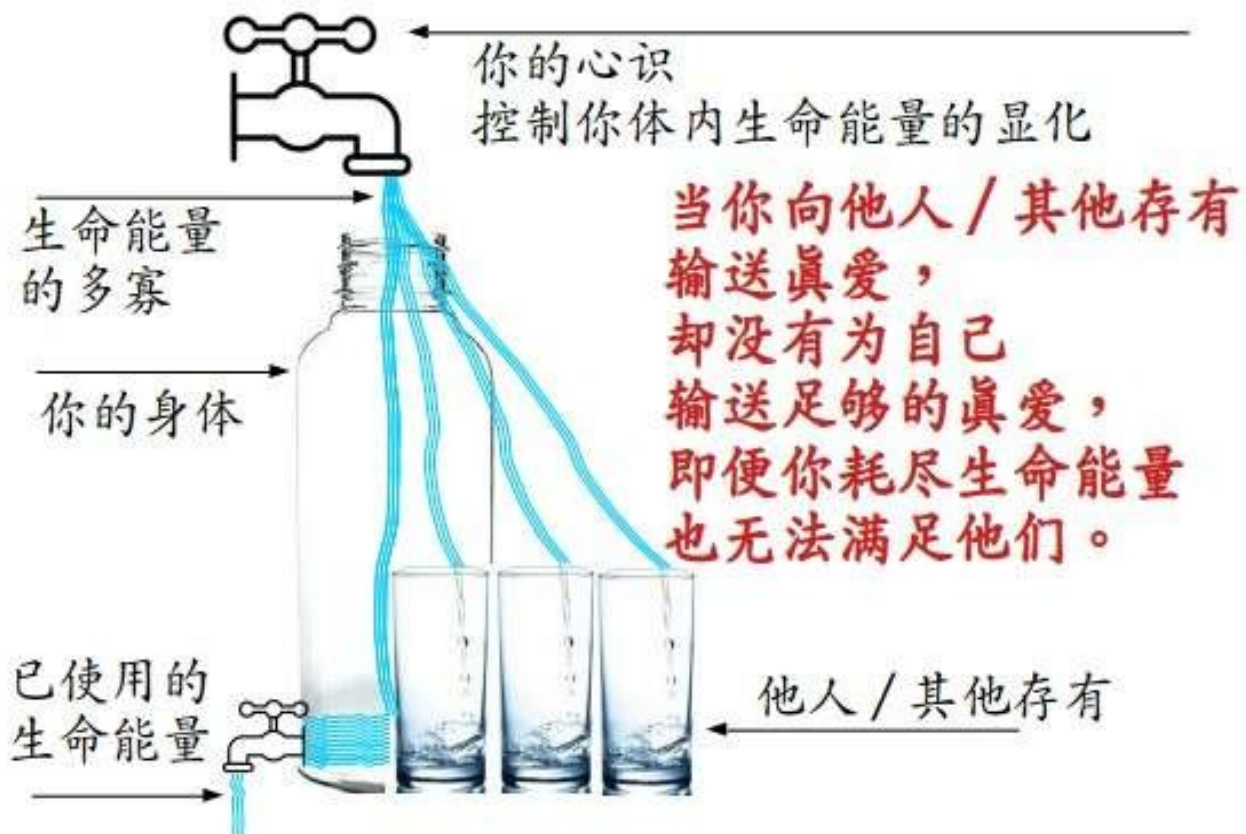 你的心识
控制你体内生命能量的显化
生命能量
的多寡
当你向他人/其他存有
输送眞爱，
却没有为自己
输送足够的眞爱，
即便你耗尽生命能量
也无法满足他们。
你的身体
已使用的
生命能量
他人/其他存有